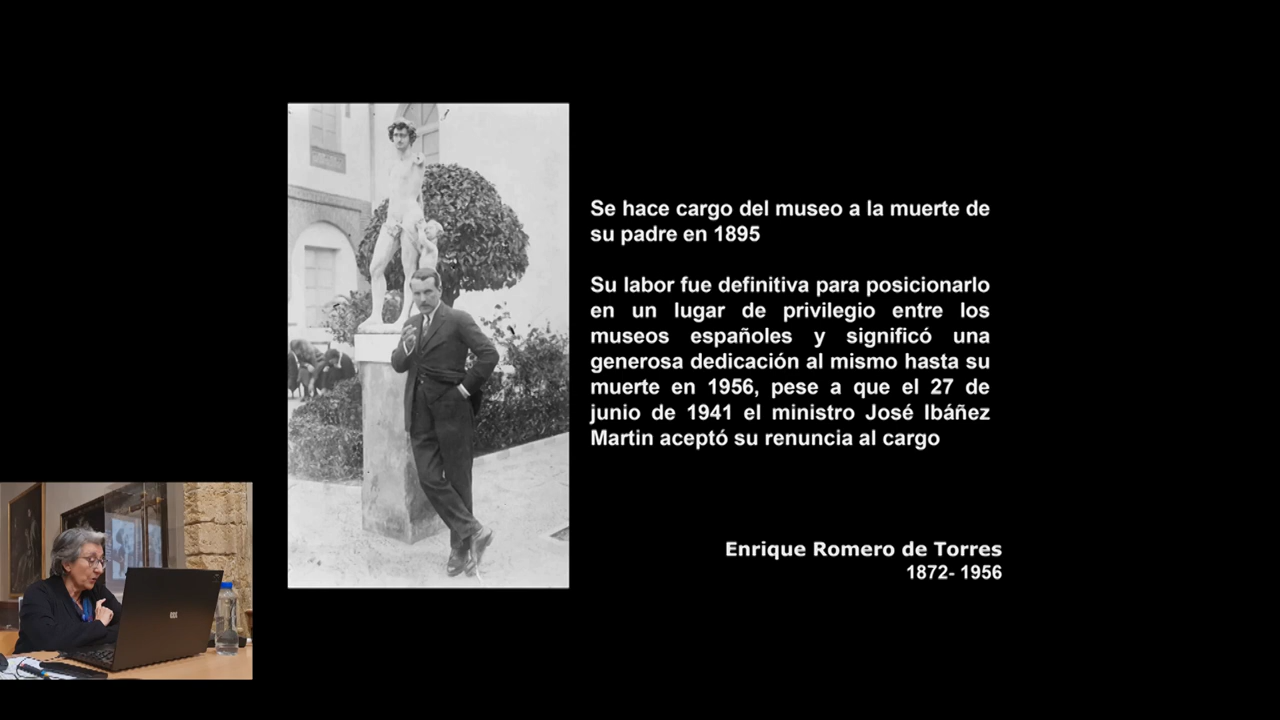 Se hace cargo del museo a la muerte de
su padre en 1895
Su labor fue definitiva para posicionarlo
en un lugar de privilegio entre los
museos españoles y significó una
generosa dedicación al mismo hasta su
muerte en 1956, pese a que el 27 de
junio de 1941 el ministro José Ibáñez
Martin aceptó su renuncia al cargo
Enrique Romero de Torres
1872- 1956